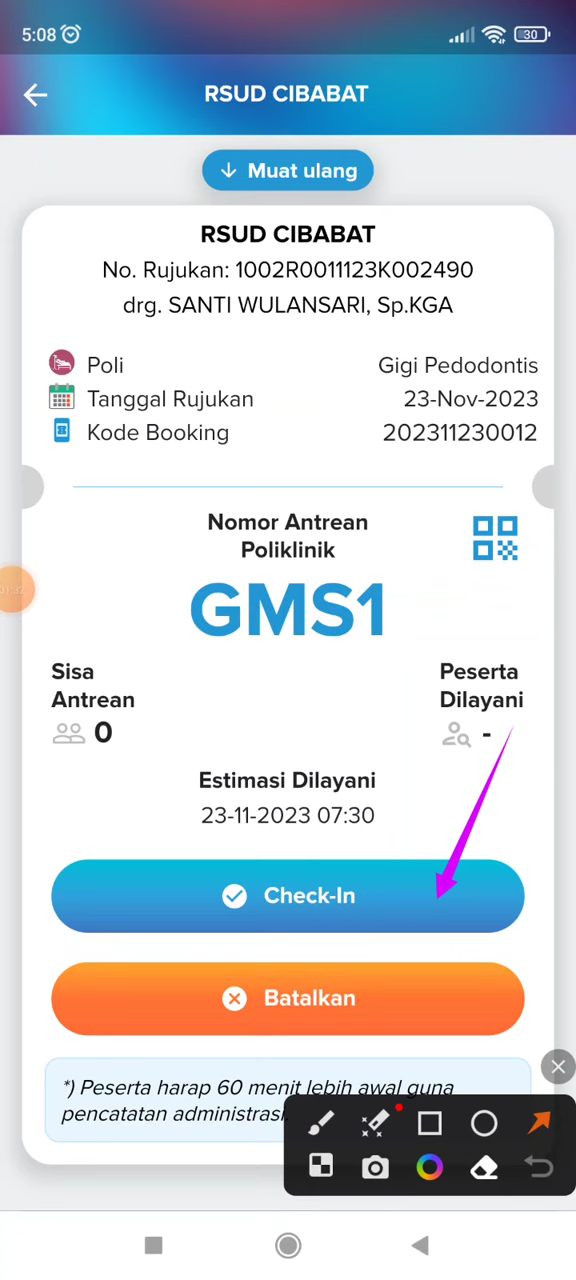 5:08
30
RSUD CIBABAT
Muat ulang
RSUD CIBABAT
No. Rujukan: 1002R0011123K002490
drg. SANTI WULANSARI, Sp.KGA
Poli Gigi Pedodontis
Tanggal Rujukan 23-Nov-2023
Kode Booking 202311230012
Nomor Antrean
Poliklinik
GMS1
Sisa
Antrean
0
Peserta
Dilayani
-
Estimasi Dilayani
23-11-2023 07:30
Check-In
Batalkan
*) Peserta harap 60 menit lebih awal guna
pencatatan administrasi.